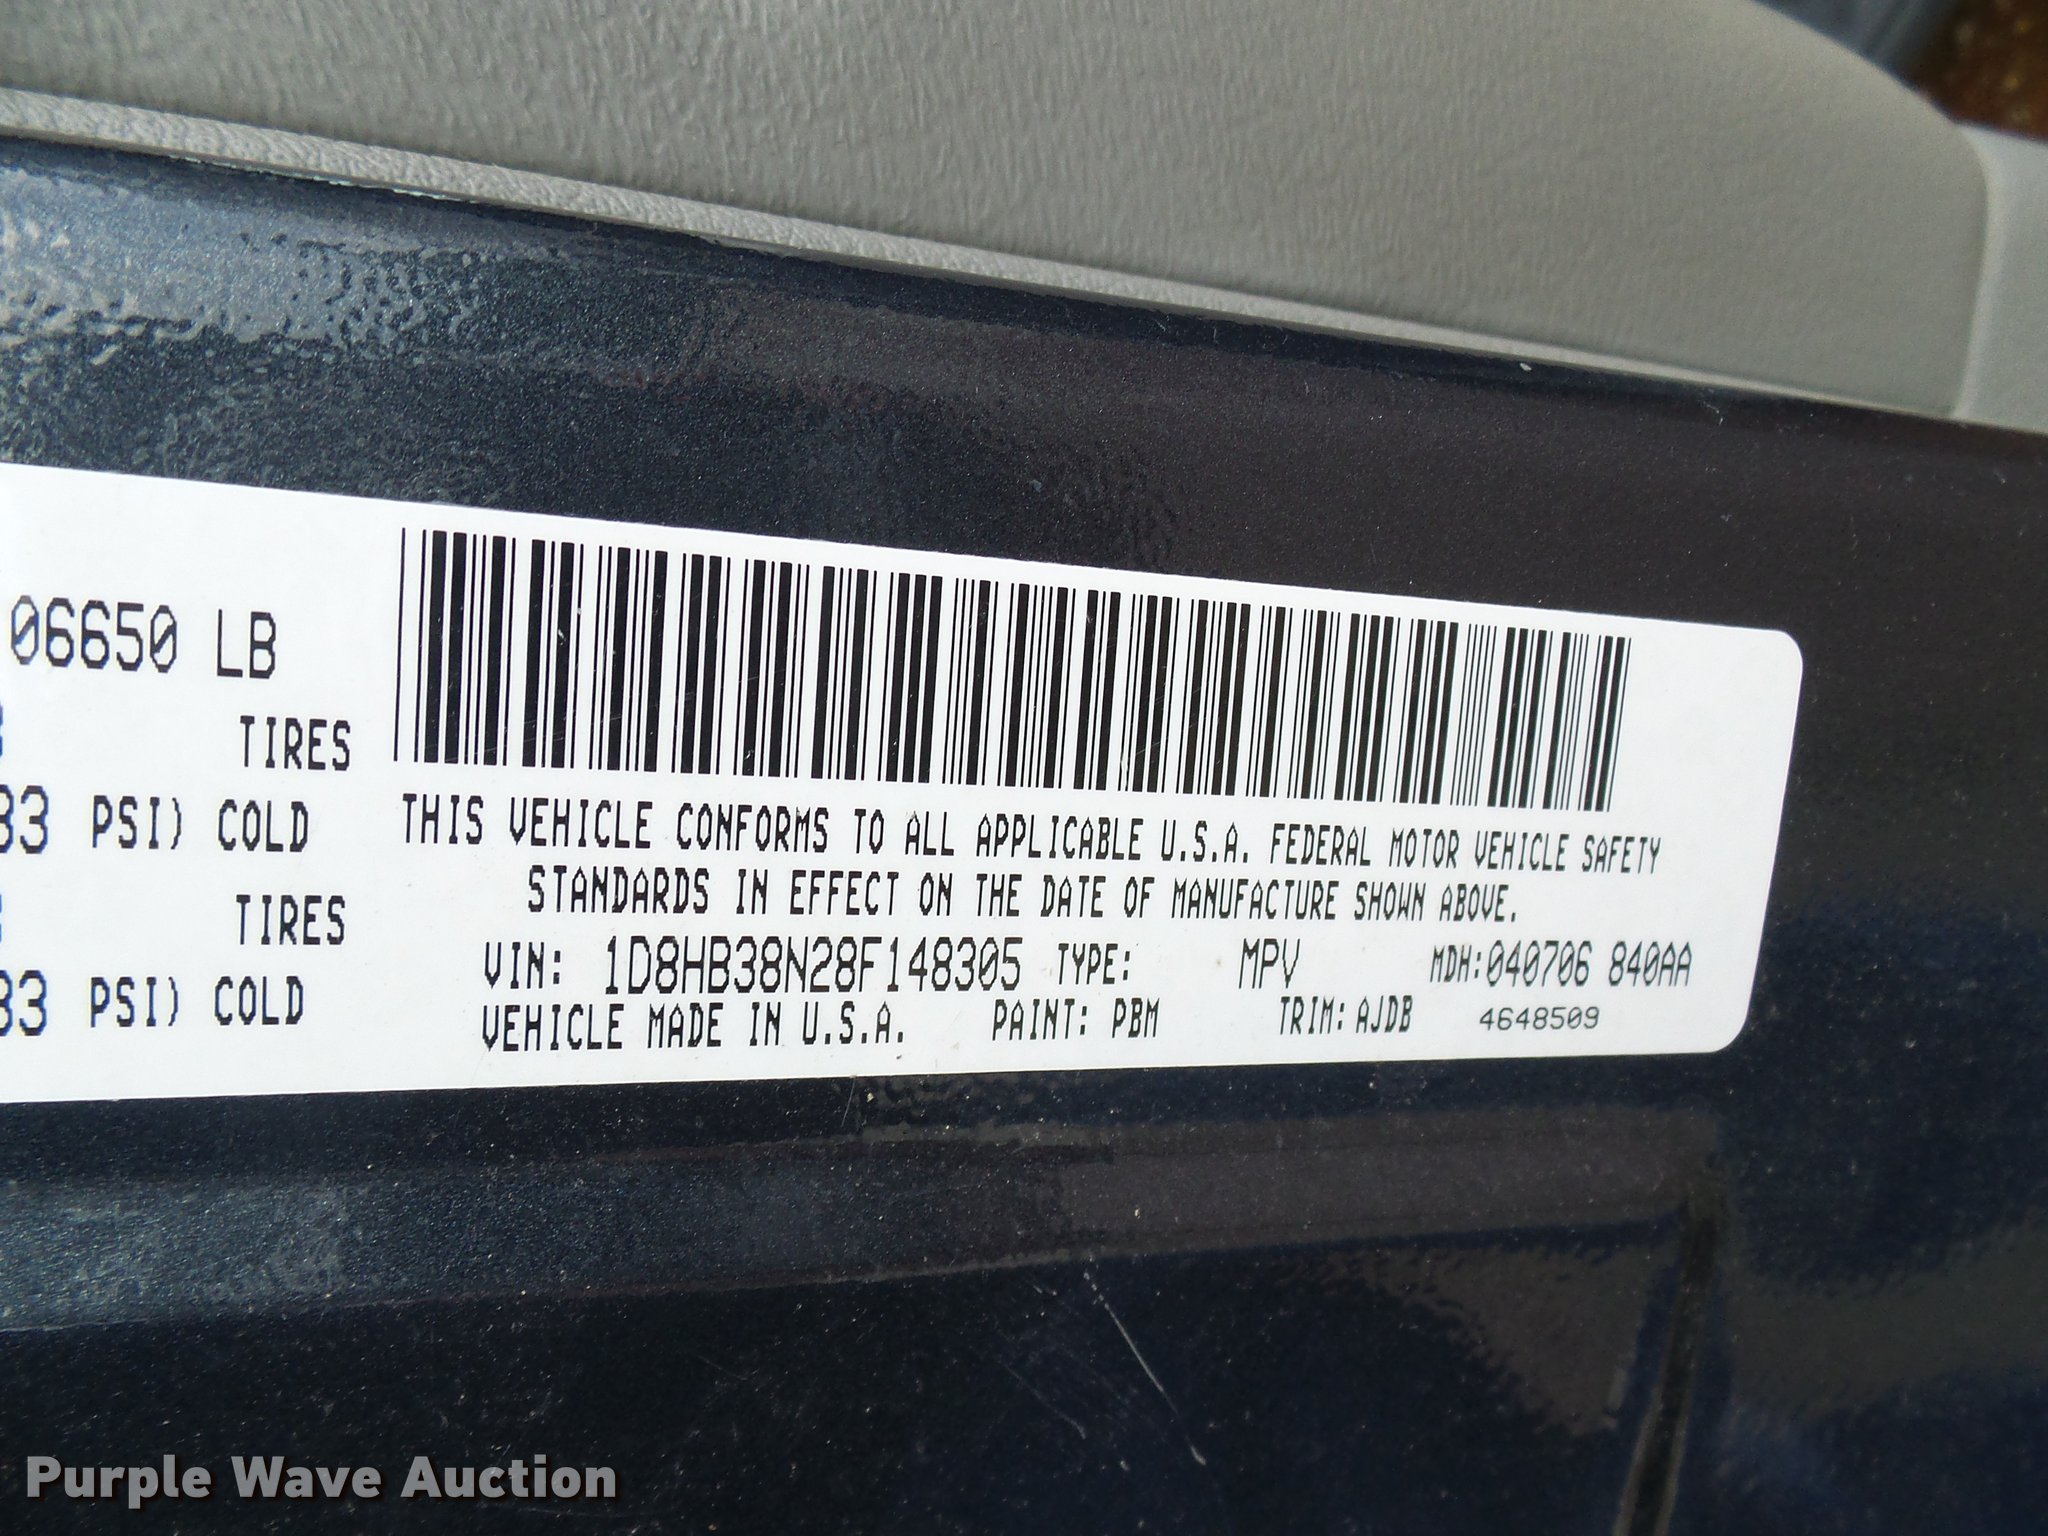 06650 LB
TIRES
83 PSI) COLD
TIRES
83 PSI) COLD
THIS VEHICLE CONFORMS TO ALL APPLICABLE U.S.A. FEDERAL MOTOR VEHICLE SAFETY
STANDARDS IN EFFECT ON THE DATE OF MANUFACTURE SHOWN ABOVE.
VIN: 1D8HB38N28F148305 TYPE: MPV MDH:040706 840AA
VEHICLE MADE IN U.S.A. PAINT: PBM TRIM: AJDB 4648509
Purple Wave Auction